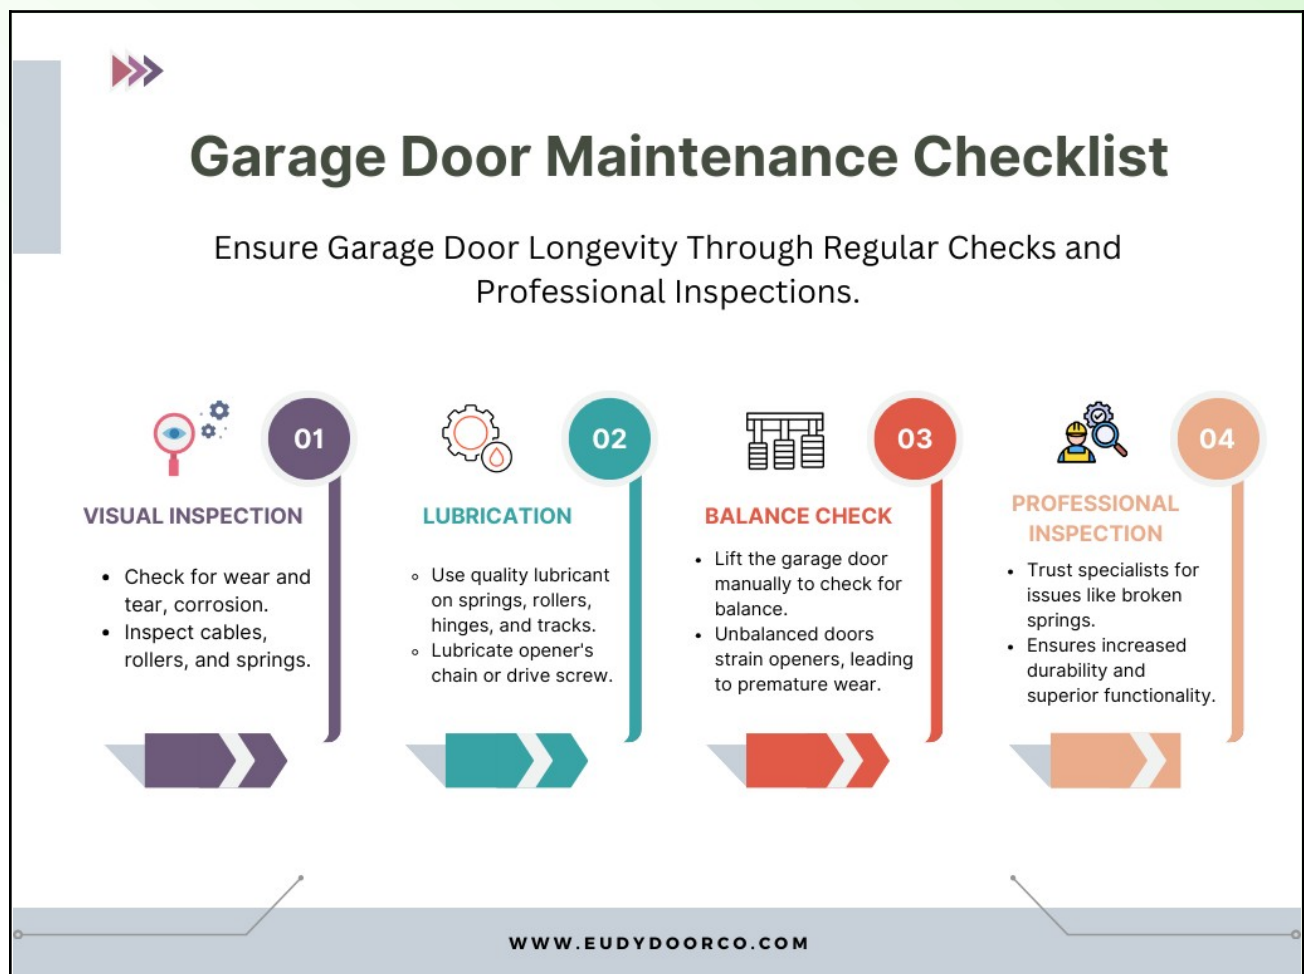 Garage Door Maintenance Checklist
Ensure Garage Door Longevity Through Regular Checks and
Professional Inspections.
01
VISUAL INSPECTION
• Check for wear and
tear, corrosion.
• Inspect cables,
rollers, and springs.
02
LUBRICATION
◦ Use quality lubricant
on springs, rollers,
hinges, and tracks.
◦ Lubricate opener's
chain or drive screw.
03
BALANCE CHECK
• Lift the garage door
manually to check for
balance.
• Unbalanced doors
strain openers, leading
to premature wear.
04
PROFESSIONAL
INSPECTION
• Trust specialists for
issues like broken
springs.
• Ensures increased
durability and
superior functionality.
WWW.EUDYDOORCO.COM